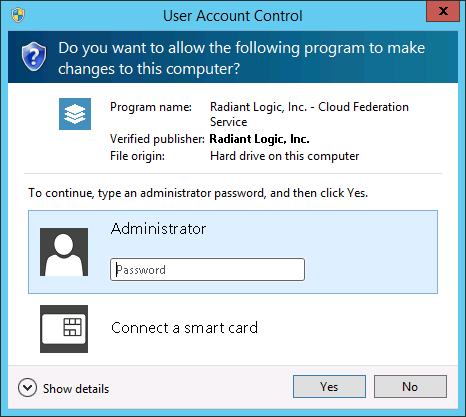 User Account Control
Do you want to allow the following program to make
changes to this computer?
Program name: Radiant Logic, Inc. - Cloud Federation
Service
Verified publisher: Radiant Logic, Inc.
File origin: Hard drive on this computer
To continue, type an administrator password, and then click Yes.
Administrator
Password
Connect a smart card
Show details
Yes
No